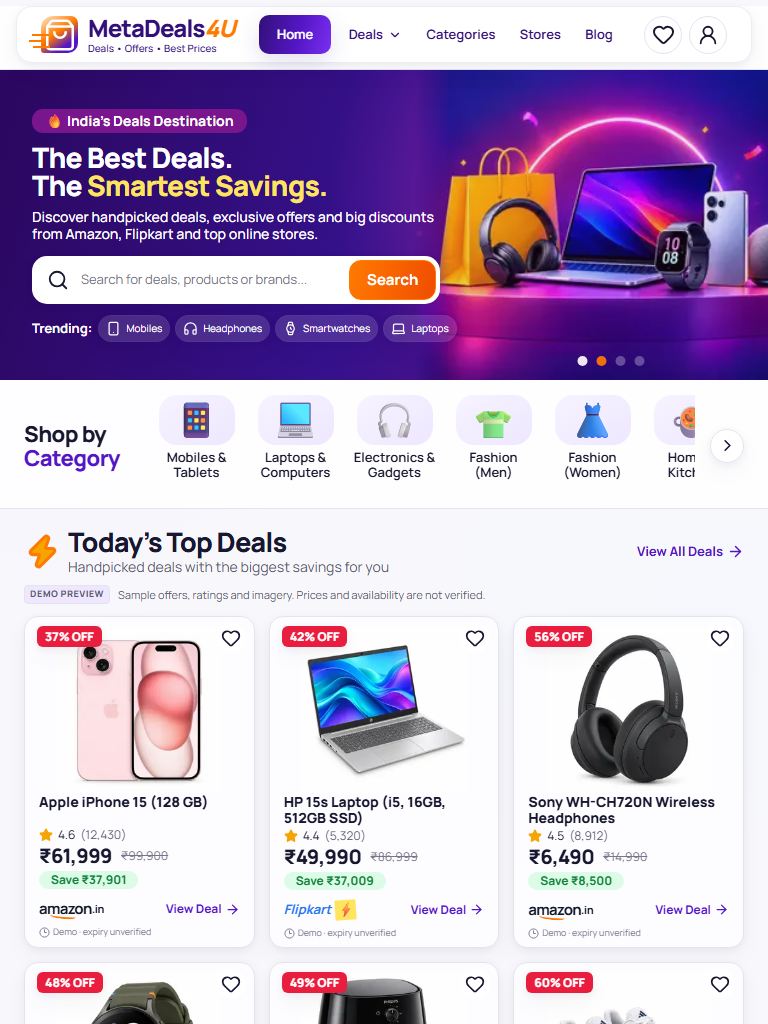 MetaDeals4U
Deals • Offers • Best Prices
Home
Deals
Categories
Stores
Blog
India's Deals Destination
The Best Deals.
The Smartest Savings.
Discover handpicked deals, exclusive offers and big discounts
from Amazon, Flipkart and top online stores.
Search for deals, products or brands...
Search
Trending:
Mobiles
Headphones
Smartwatches
Laptops
10
09
Shop by
Category
Mobiles &
Tablets
Laptops &
Computers
Electronics &
Gadgets
Fashion
(Men)
Fashion
(Women)
Hom
Kitch
Today's Top Deals
Handpicked deals with the biggest savings for you
View All Deals
DEMO PREVIEW
Sample offers, ratings and imagery. Prices and availability are not verified.
37% OFF
Apple iPhone 15 (128 GB)
4.6 (12,430)
₹61,999 ₹99,900
Save ₹37,901
amazon.in
View Deal
Demo · expiry unverified
42% OFF
HP 15s Laptop (i5, 16GB,
512GB SSD)
4.4 (5,320)
₹49,990 ₹86,999
Save ₹37,009
Flipkart
View Deal
Demo · expiry unverified
56% OFF
Sony WH-CH720N Wireless
Headphones
4.5 (8,912)
₹6,490 ₹14,990
Save ₹8,500
amazon.in
View Deal
Demo · expiry unverified
48% OFF
49% OFF
PHILIPS
60% OFF